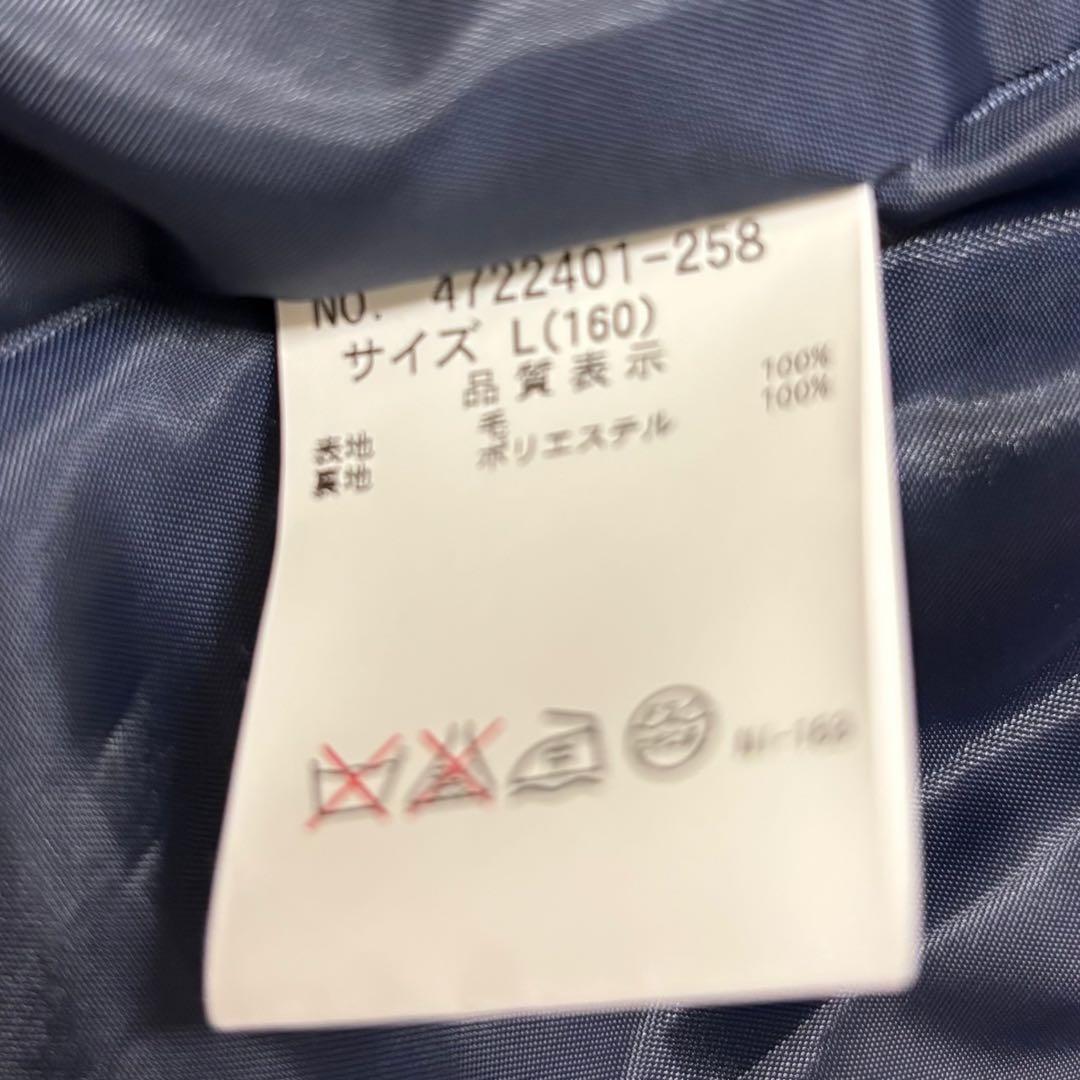 NO. 4722401-258
サイズ L(160)
品質表示
表地 毛 100%
裏地 ポリエステル 100%